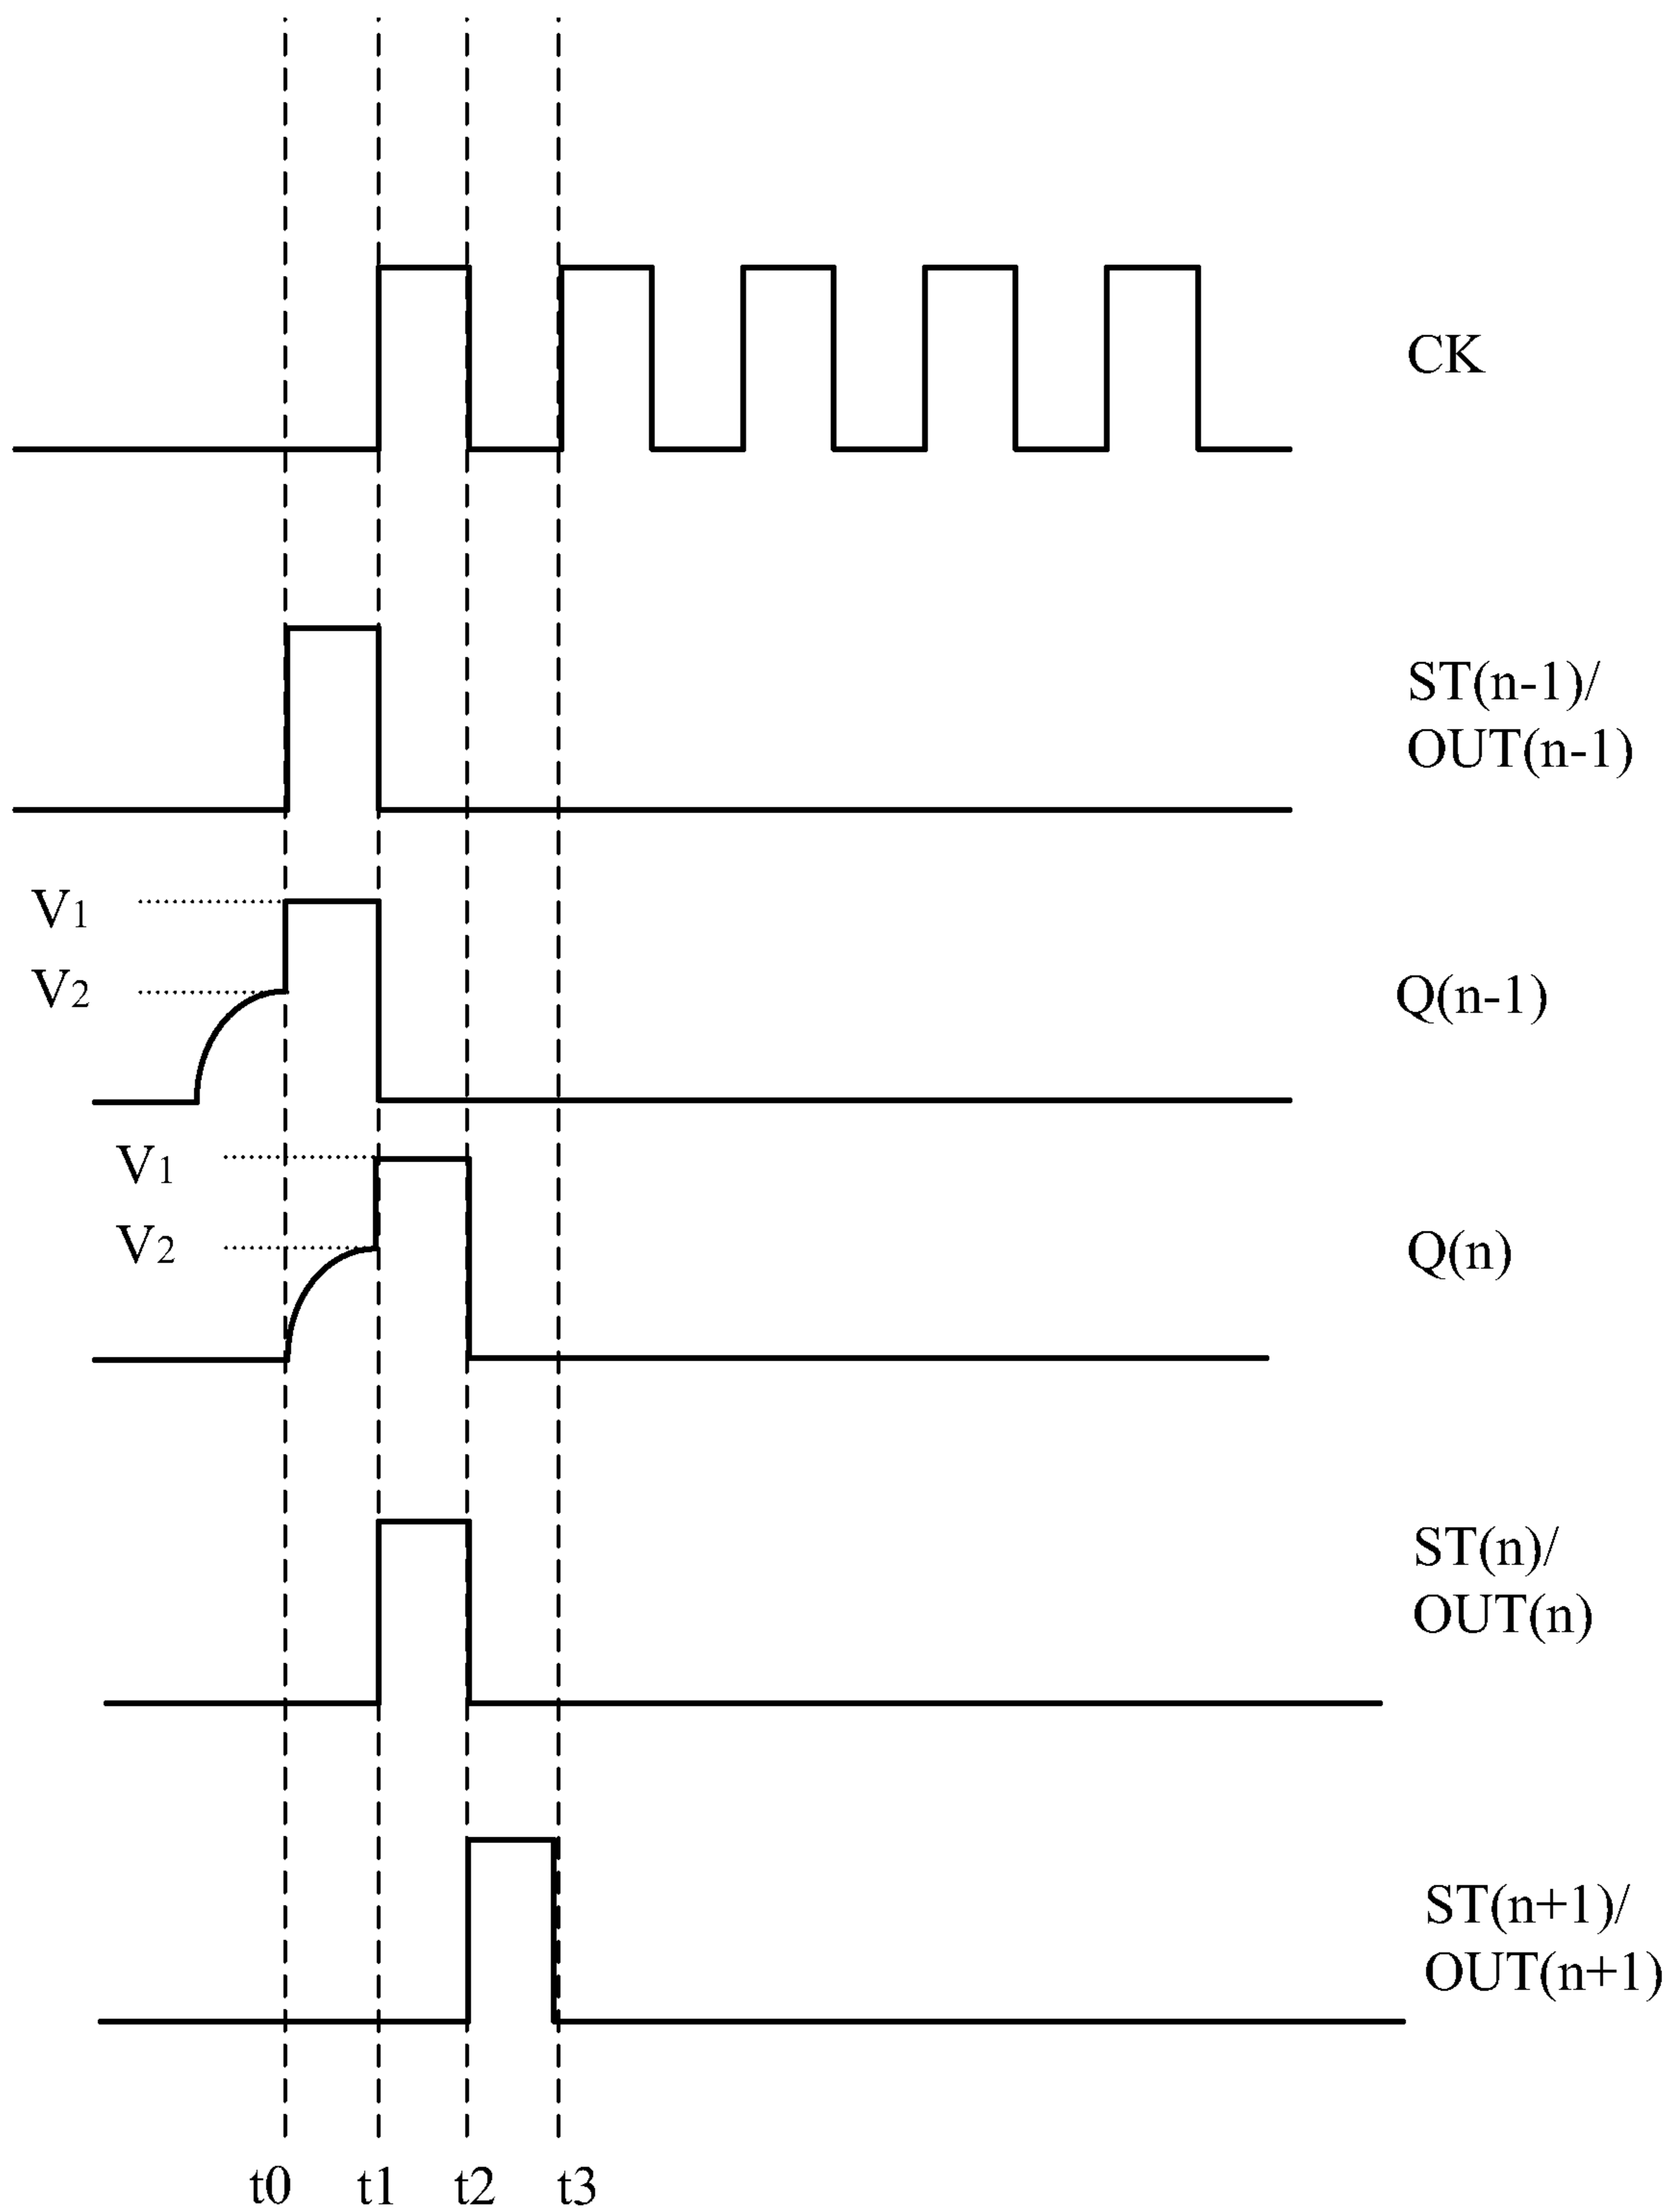 CK
ST(n-1)/
OUT(n-1)
V1
V2
Q(n-1)
V1
V2
Q(n)
ST(n)/
OUT(n)
ST(n+1)/
OUT(n+1)
t0 t1 t2 t3